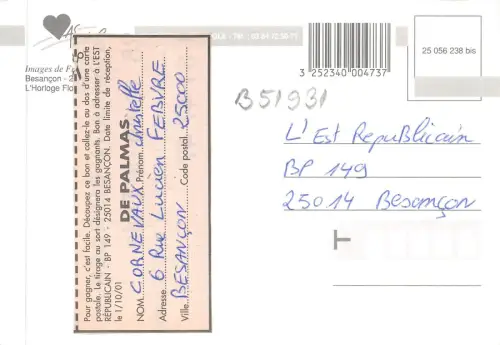 AS
GLA - Tél. : 03 81 12 38 71
Images de F
Besançon - 2
L'Horloge Flo
3 252340 004737
25 056 238 bis
B51931
L'Est Republicain
BP 149
25014 Besançon
Pour gagner, c'est facile. Découpez ce bon et collez-le au dos d'une carte
postale. Le tirage au sort désignera les gagnants. Bon à adresser à L'EST
RÉPUBLICAIN - BP 149 - 25014 BESANÇON. Date limite de réception,
le 1/10/01
DE PALMAS
NOM CORNEVAUX Prénom christelle
Adresse 6 Rue Lucien FEBVRE
Ville BESANÇON Code postal 25000